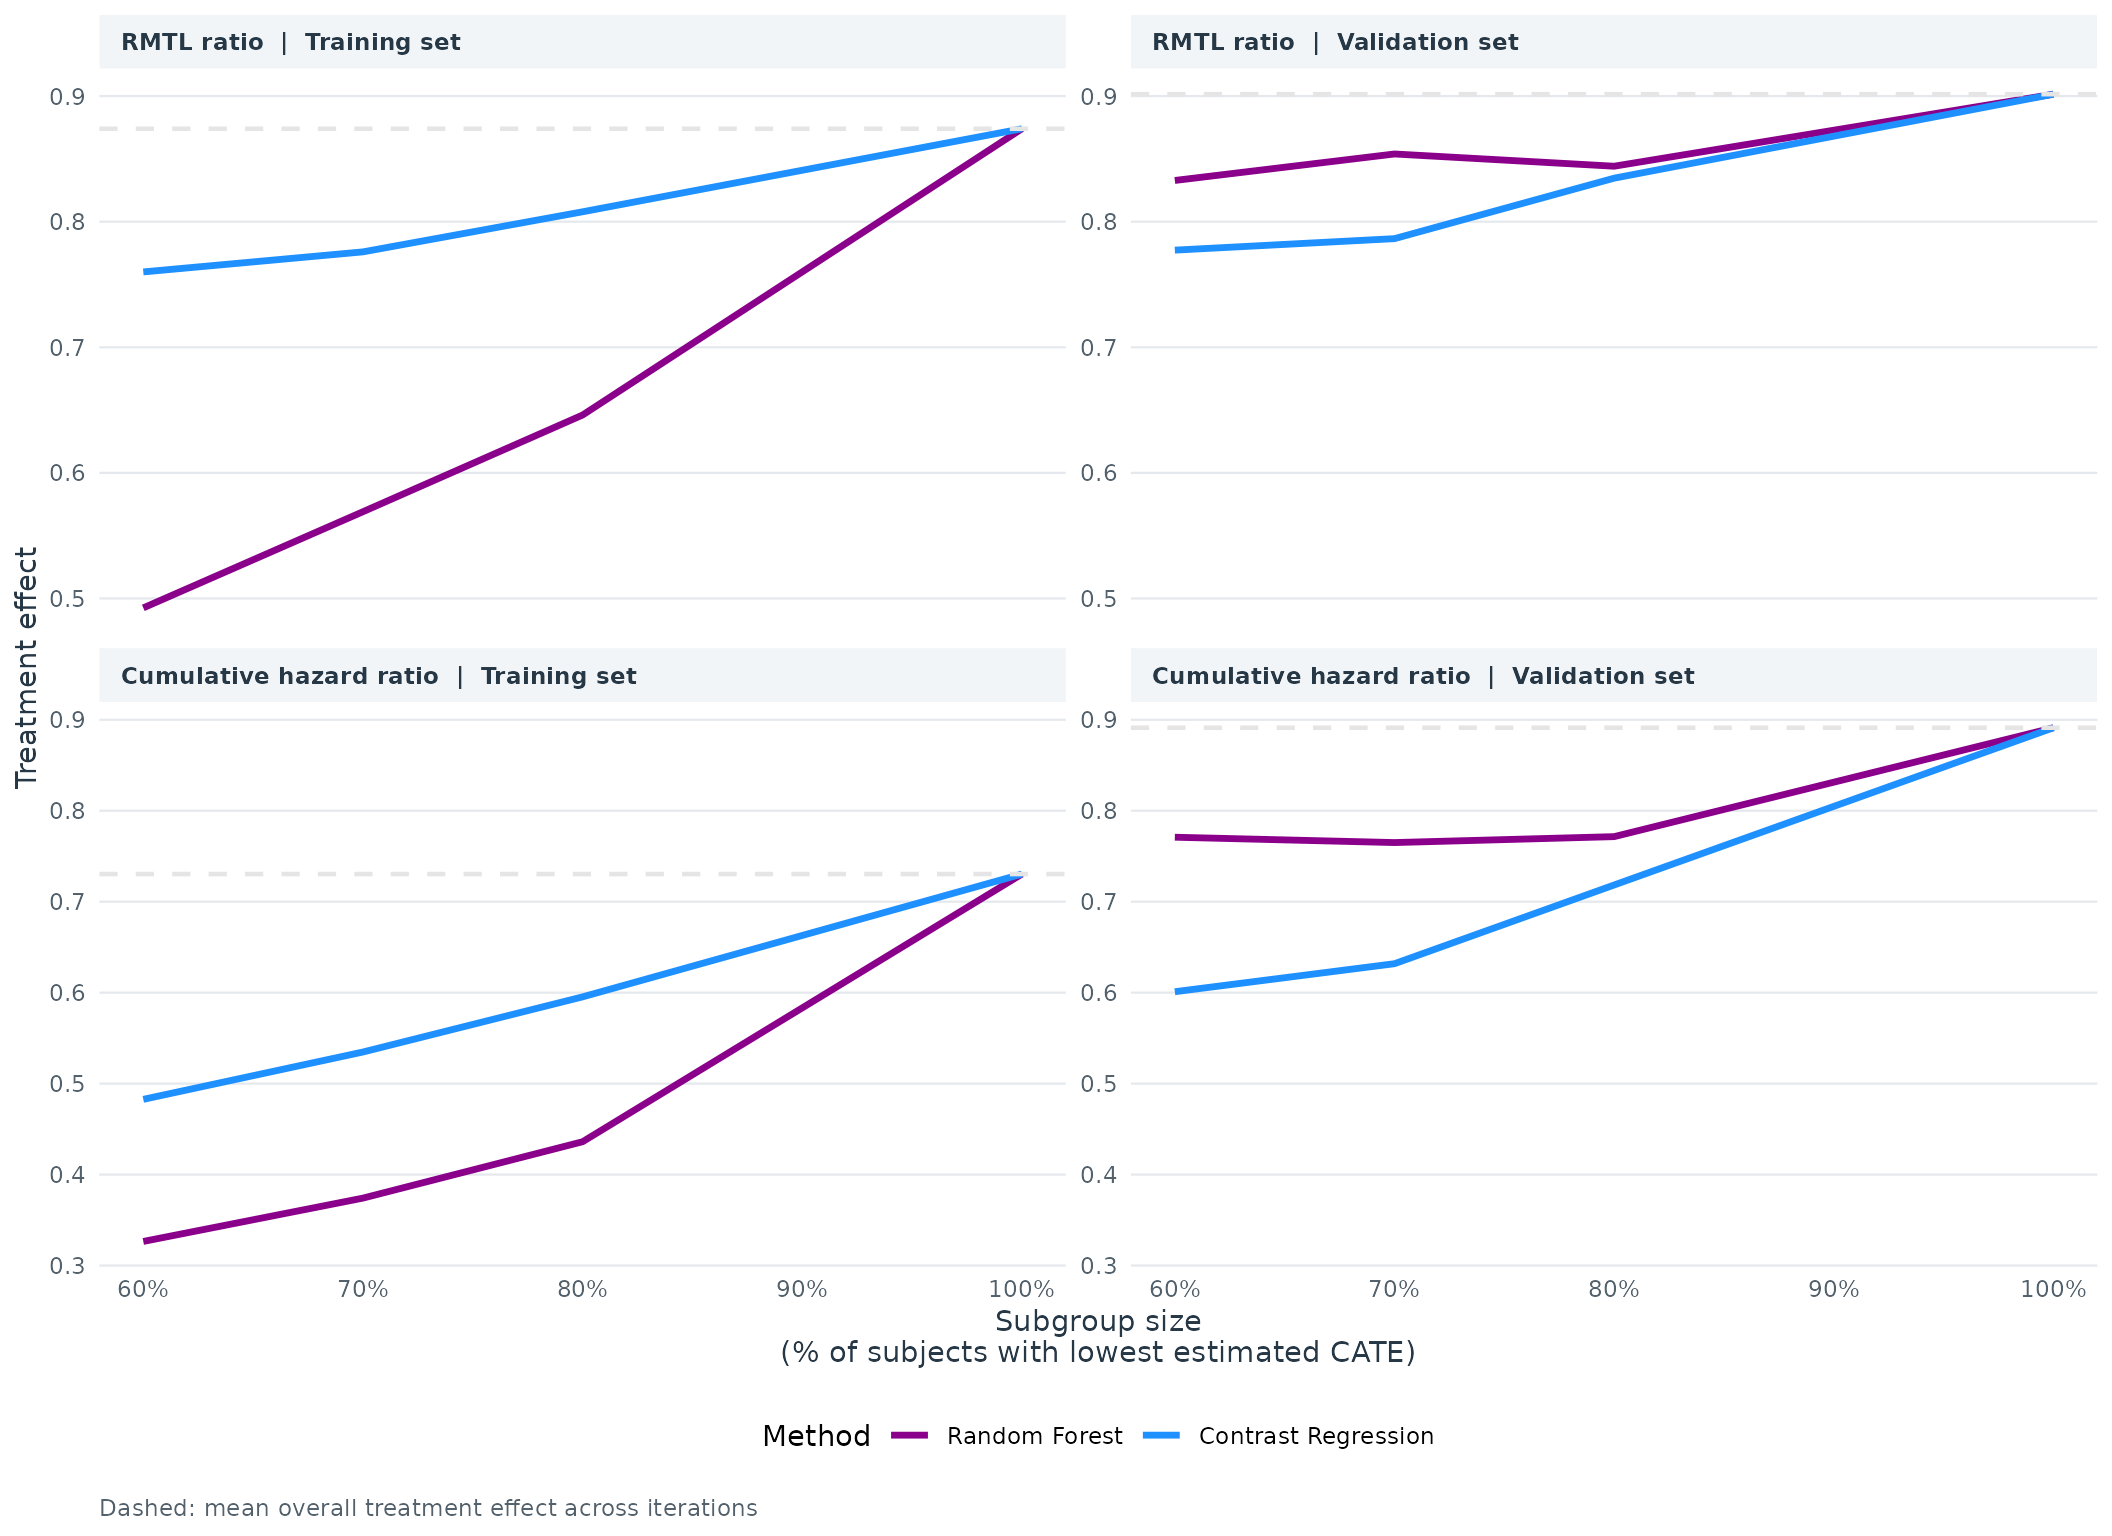 RMTL ratio | Training set
RMTL ratio | Validation set
0.9
0.8
0.7
0.6
0.5
0.9
0.8
0.7
0.6
0.5
Treatment effect
Cumulative hazard ratio | Training set
Cumulative hazard ratio | Validation set
0.9
0.8
0.7
0.6
0.5
0.4
0.3
0.9
0.8
0.7
0.6
0.5
0.4
0.3
60% 70% 80% 90% 100%
60% 70% 80% 90% 100%
Subgroup size
(% of subjects with lowest estimated CATE)
Method Random Forest Contrast Regression
Dashed: mean overall treatment effect across iterations